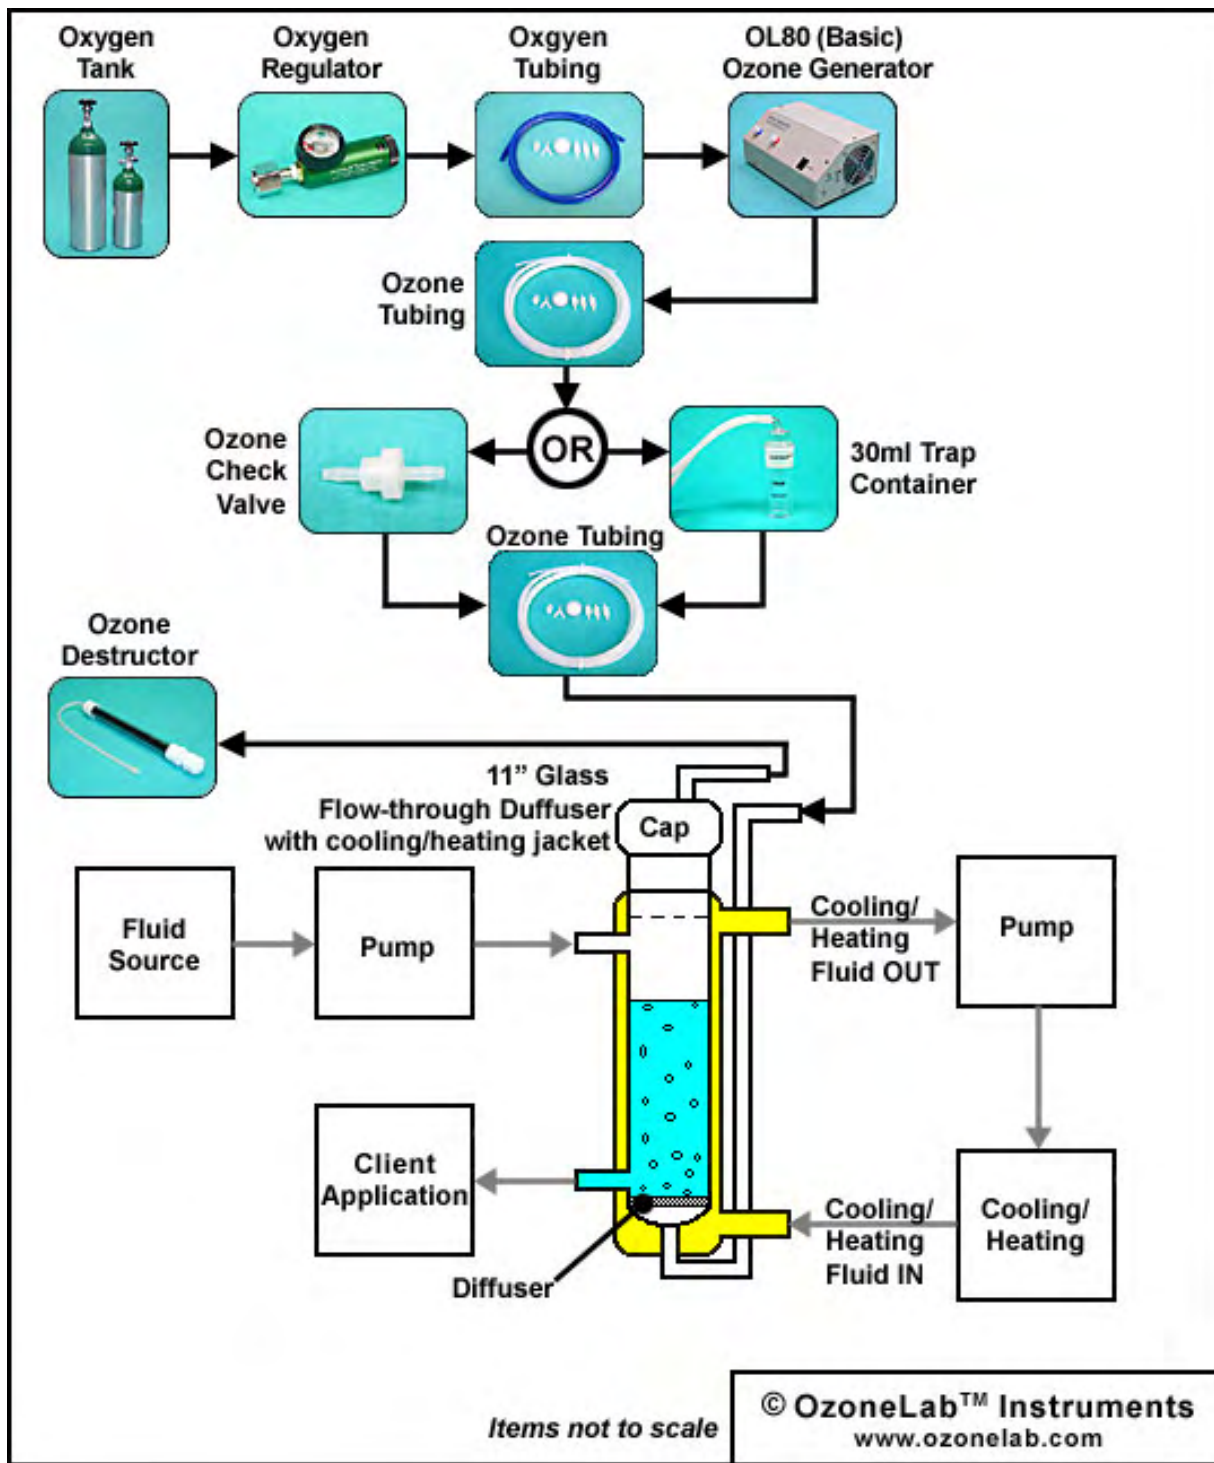 Oxygen
Tank
Oxygen
Regulator
Oxgyen
Tubing
OL80 (Basic)
Ozone Generator
Ozone
Tubing
OR
Ozone
Check
Valve
30ml Trap
Container
Ozone Tubing
Ozone
Destructor
11” Glass
Flow-through Duffuser
with cooling/heating jacket
Cap
Fluid
Source
Pump
Cooling/
Heating
Fluid OUT
Pump
Client
Application
Cooling/
Heating
Fluid IN
Cooling/
Heating
Diffuser
Items not to scale
© OzoneLab™ Instruments
www.ozonelab.com